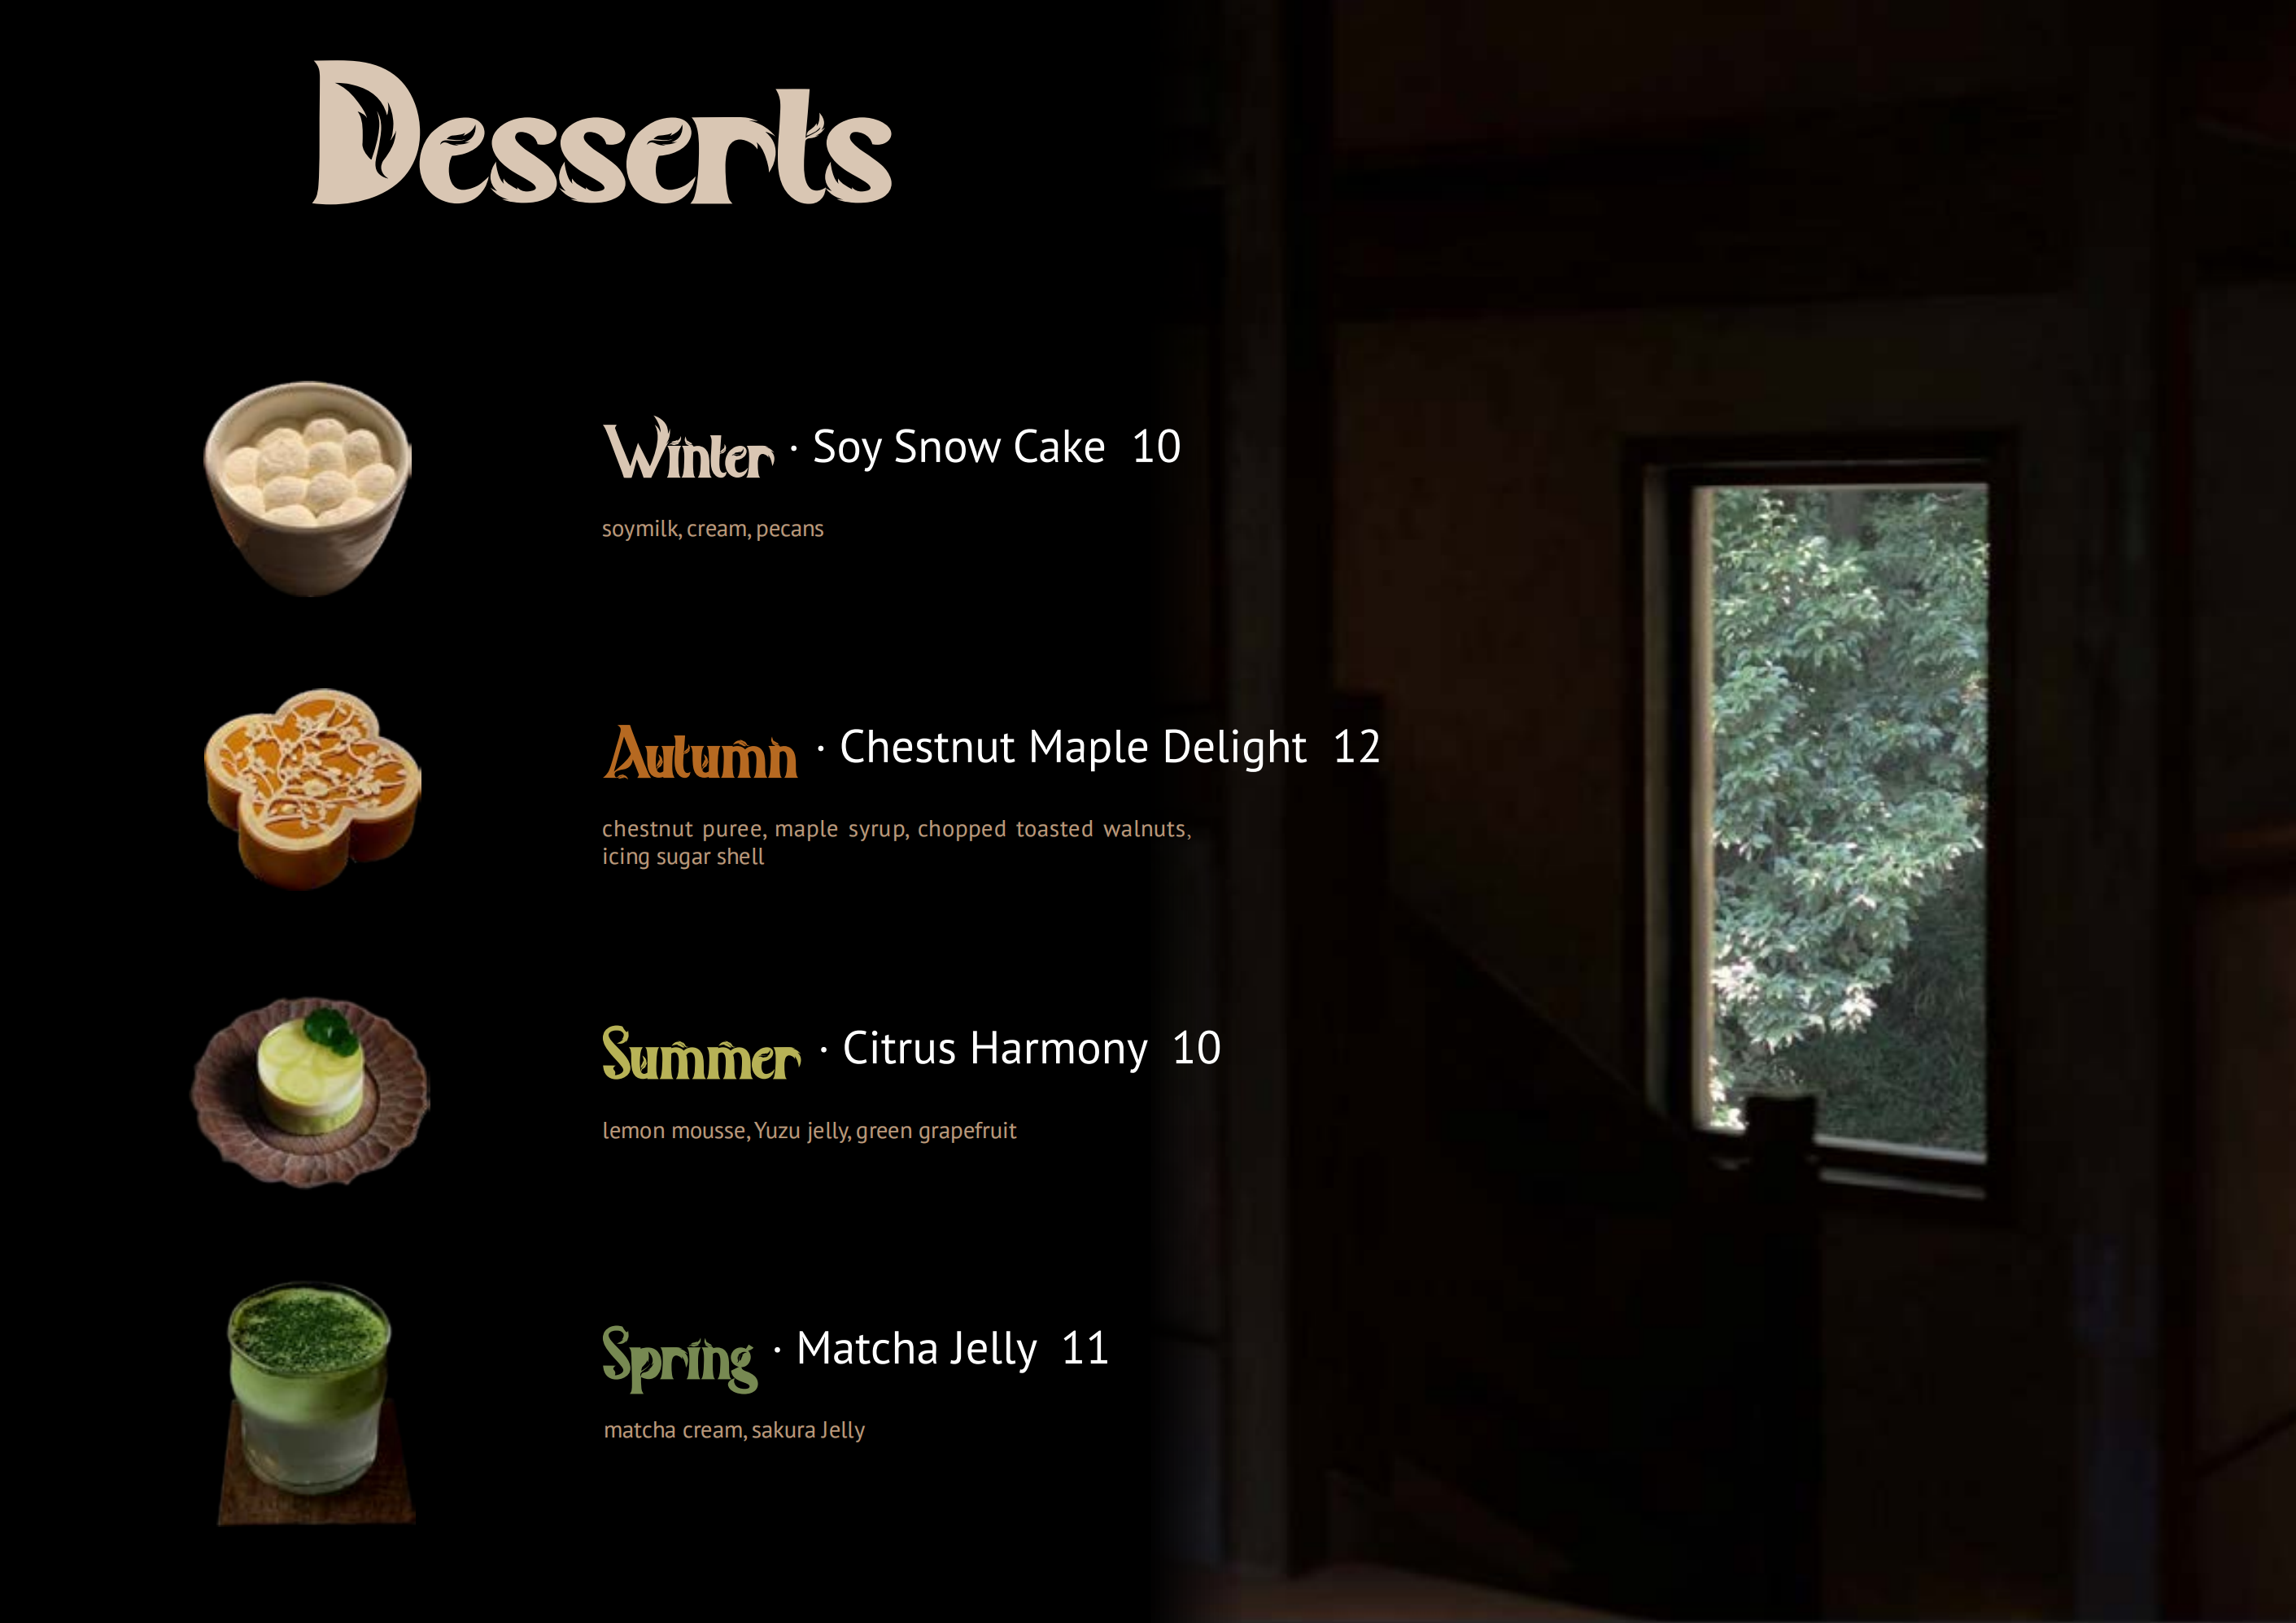 Desserts
Winter · Soy Snow Cake 10
soymilk, cream, pecans
Autumn · Chestnut Maple Delight 12
chestnut puree, maple syrup, chopped toasted walnuts,
icing sugar shell
Summer · Citrus Harmony 10
lemon mousse, Yuzu jelly, green grapefruit
Spring · Matcha Jelly 11
matcha cream, sakura Jelly